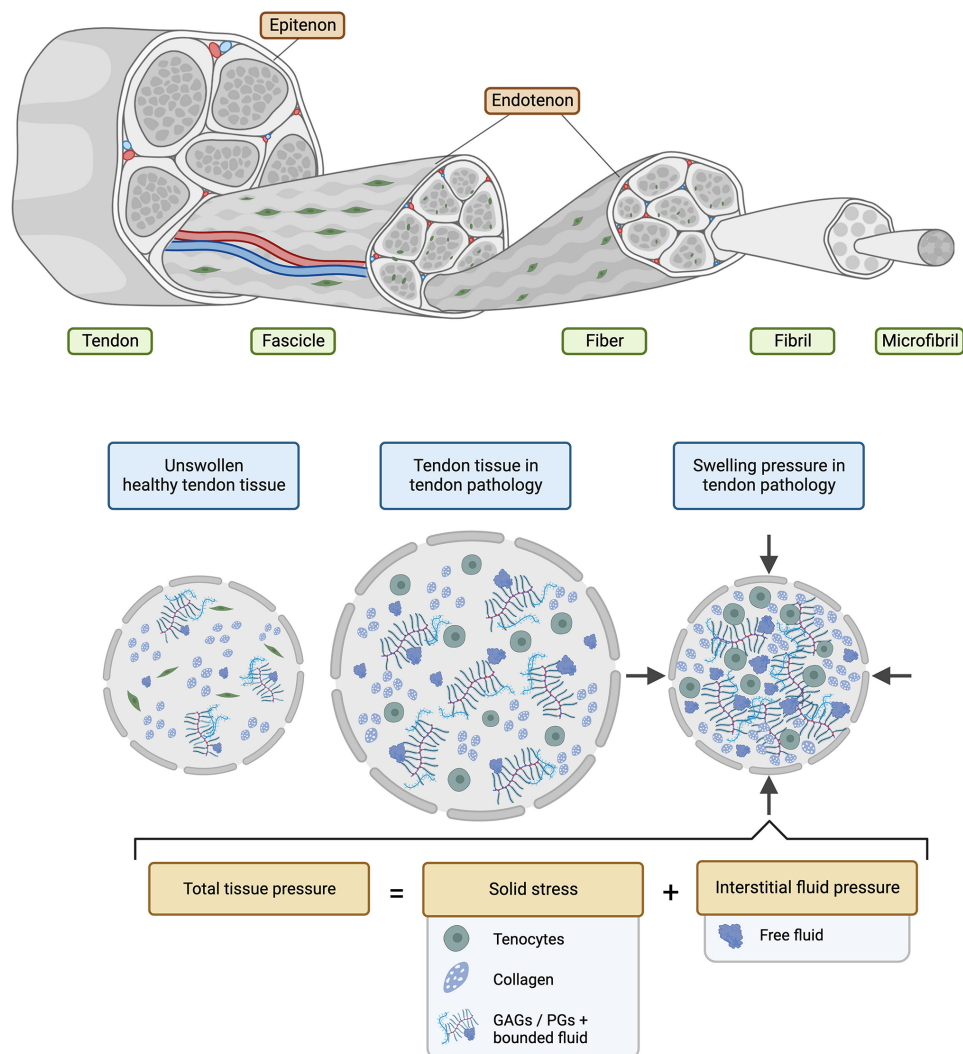 Epitenon
Endotenon
Tendon
Fascicle
Fiber
Fibril
Microfibril
Unswollen
healthy tendon tissue
Tendon tissue in
tendon pathology
Swelling pressure in
tendon pathology
Total tissue pressure
=
Solid stress
+
Interstitial fluid pressure
Tenocytes
Free fluid
Collagen
GAGs / PGs +
bounded fluid